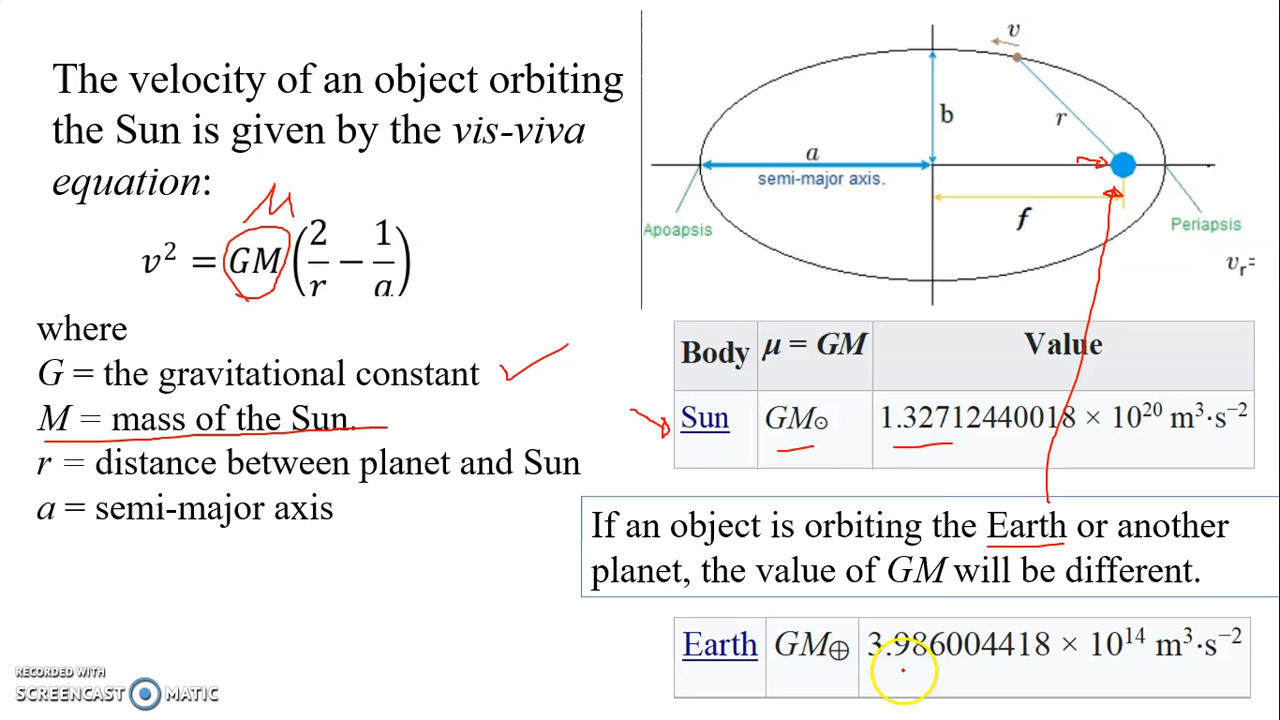 The velocity of an object orbiting
the Sun is given by the vis-viva
equation:
μ
v² = GM(2/r − 1/a)
where
G = the gravitational constant
M = mass of the Sun.
r = distance between planet and Sun
a = semi-major axis
v
b
r
a
semi-major axis.
f
Apoapsis
Periapsis
vᵣ=
Body μ = GM Value
Sun GM☉ 1.32712440018 × 10²⁰ m³·s⁻²
If an object is orbiting the Earth or another
planet, the value of GM will be different.
Earth GM⊕ 3.986004418 × 10¹⁴ m³·s⁻²
RECORDED WITH
SCREENCAST MATIC